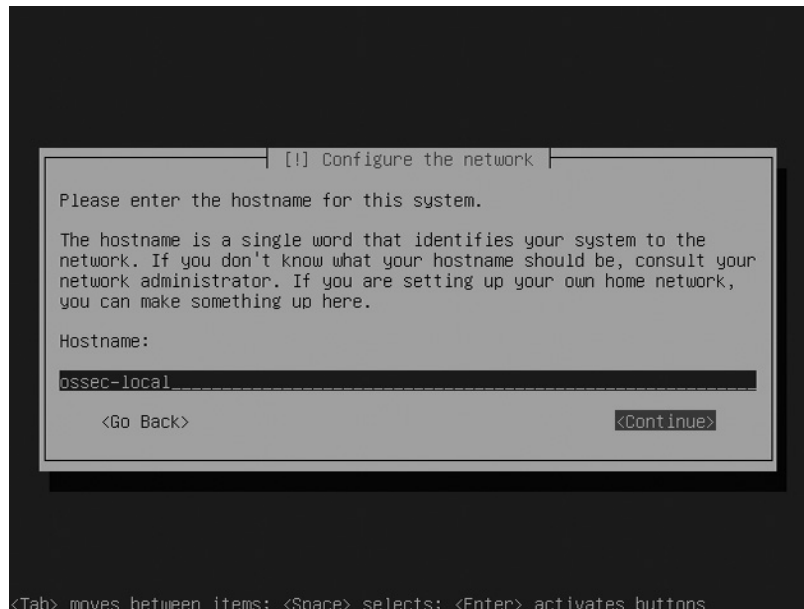 [!] Configure the network
Please enter the hostname for this system.
The hostname is a single word that identifies your system to the
network. If you don't know what your hostname should be, consult your
network administrator. If you are setting up your own home network,
you can make something up here.
Hostname:
ossec-local
<Go Back> <Continue>
<Tab> moves between items; <Space> selects; <Enter> activates buttons